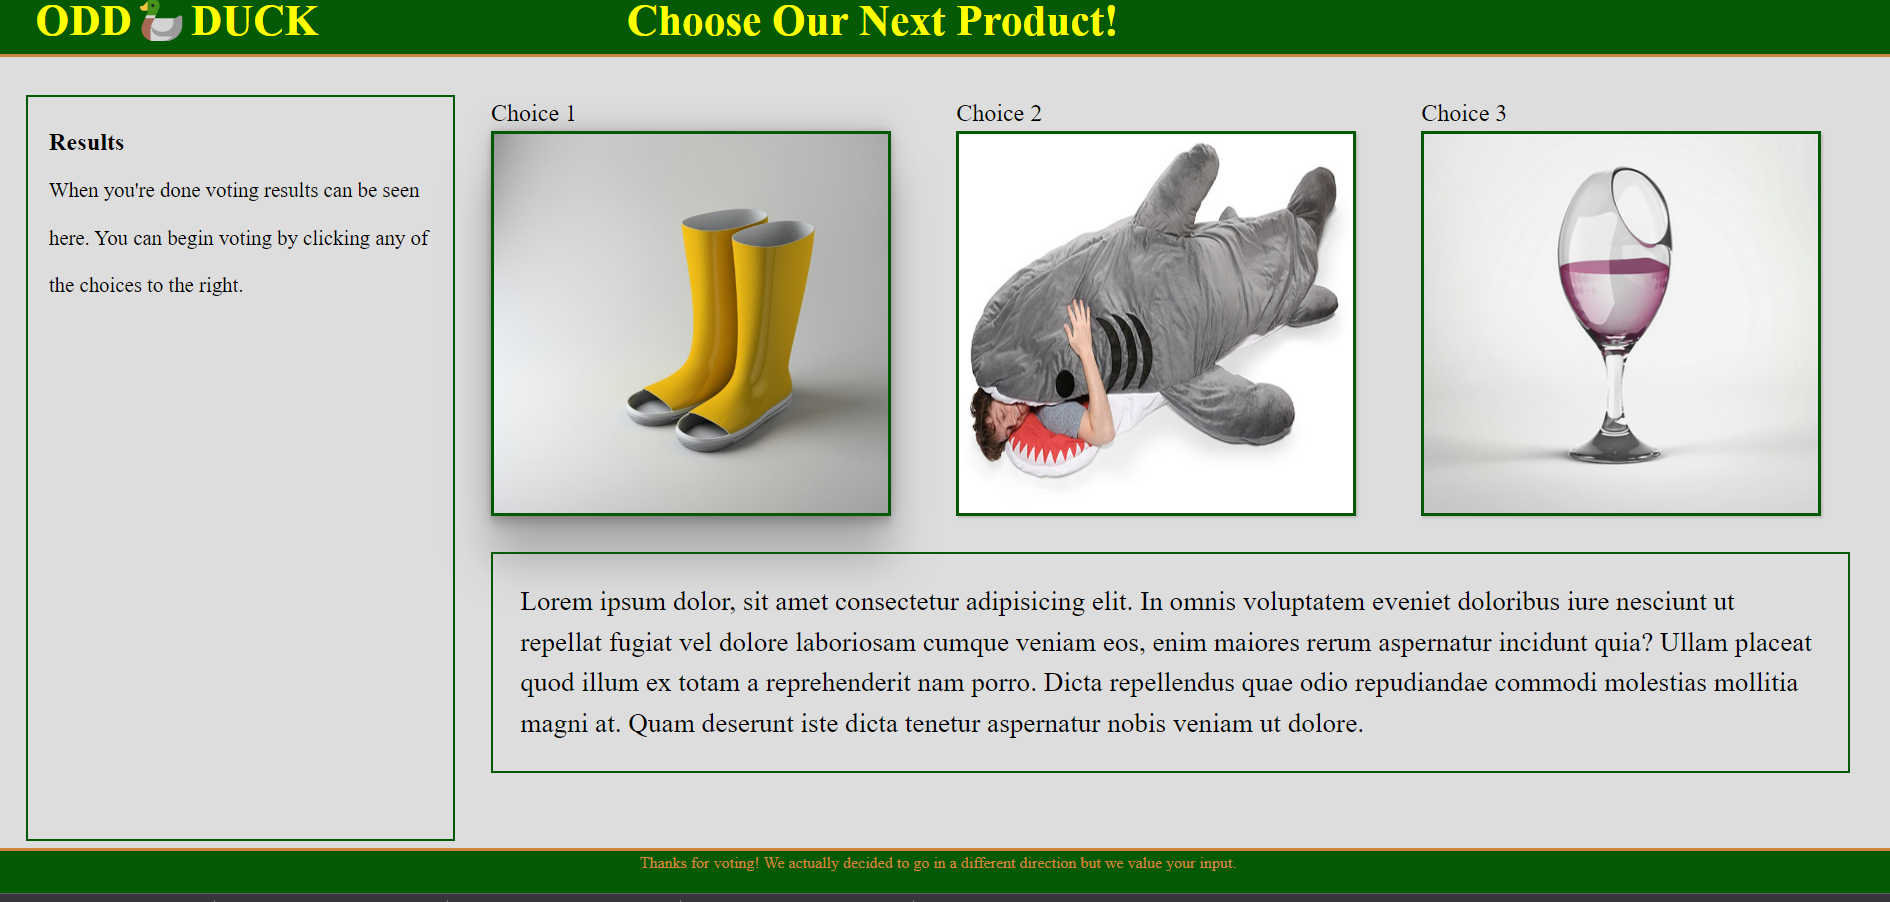 ODD DUCK
Choose Our Next Product!
Results
When you're done voting results can be seen
here. You can begin voting by clicking any of
the choices to the right.
Choice 1
Choice 2
Choice 3
Lorem ipsum dolor, sit amet consectetur adipisicing elit. In omnis voluptatem eveniet doloribus iure nesciunt ut
repellat fugiat vel dolore laboriosam cumque veniam eos, enim maiores rerum aspernatur incidunt quia? Ullam placeat
quod illum ex totam a reprehenderit nam porro. Dicta repellendus quae odio repudiandae commodi molestias mollitia
magni at. Quam deserunt iste dicta tenetur aspernatur nobis veniam ut dolore.
Thanks for voting! We actually decided to go in a different direction but we value your input.